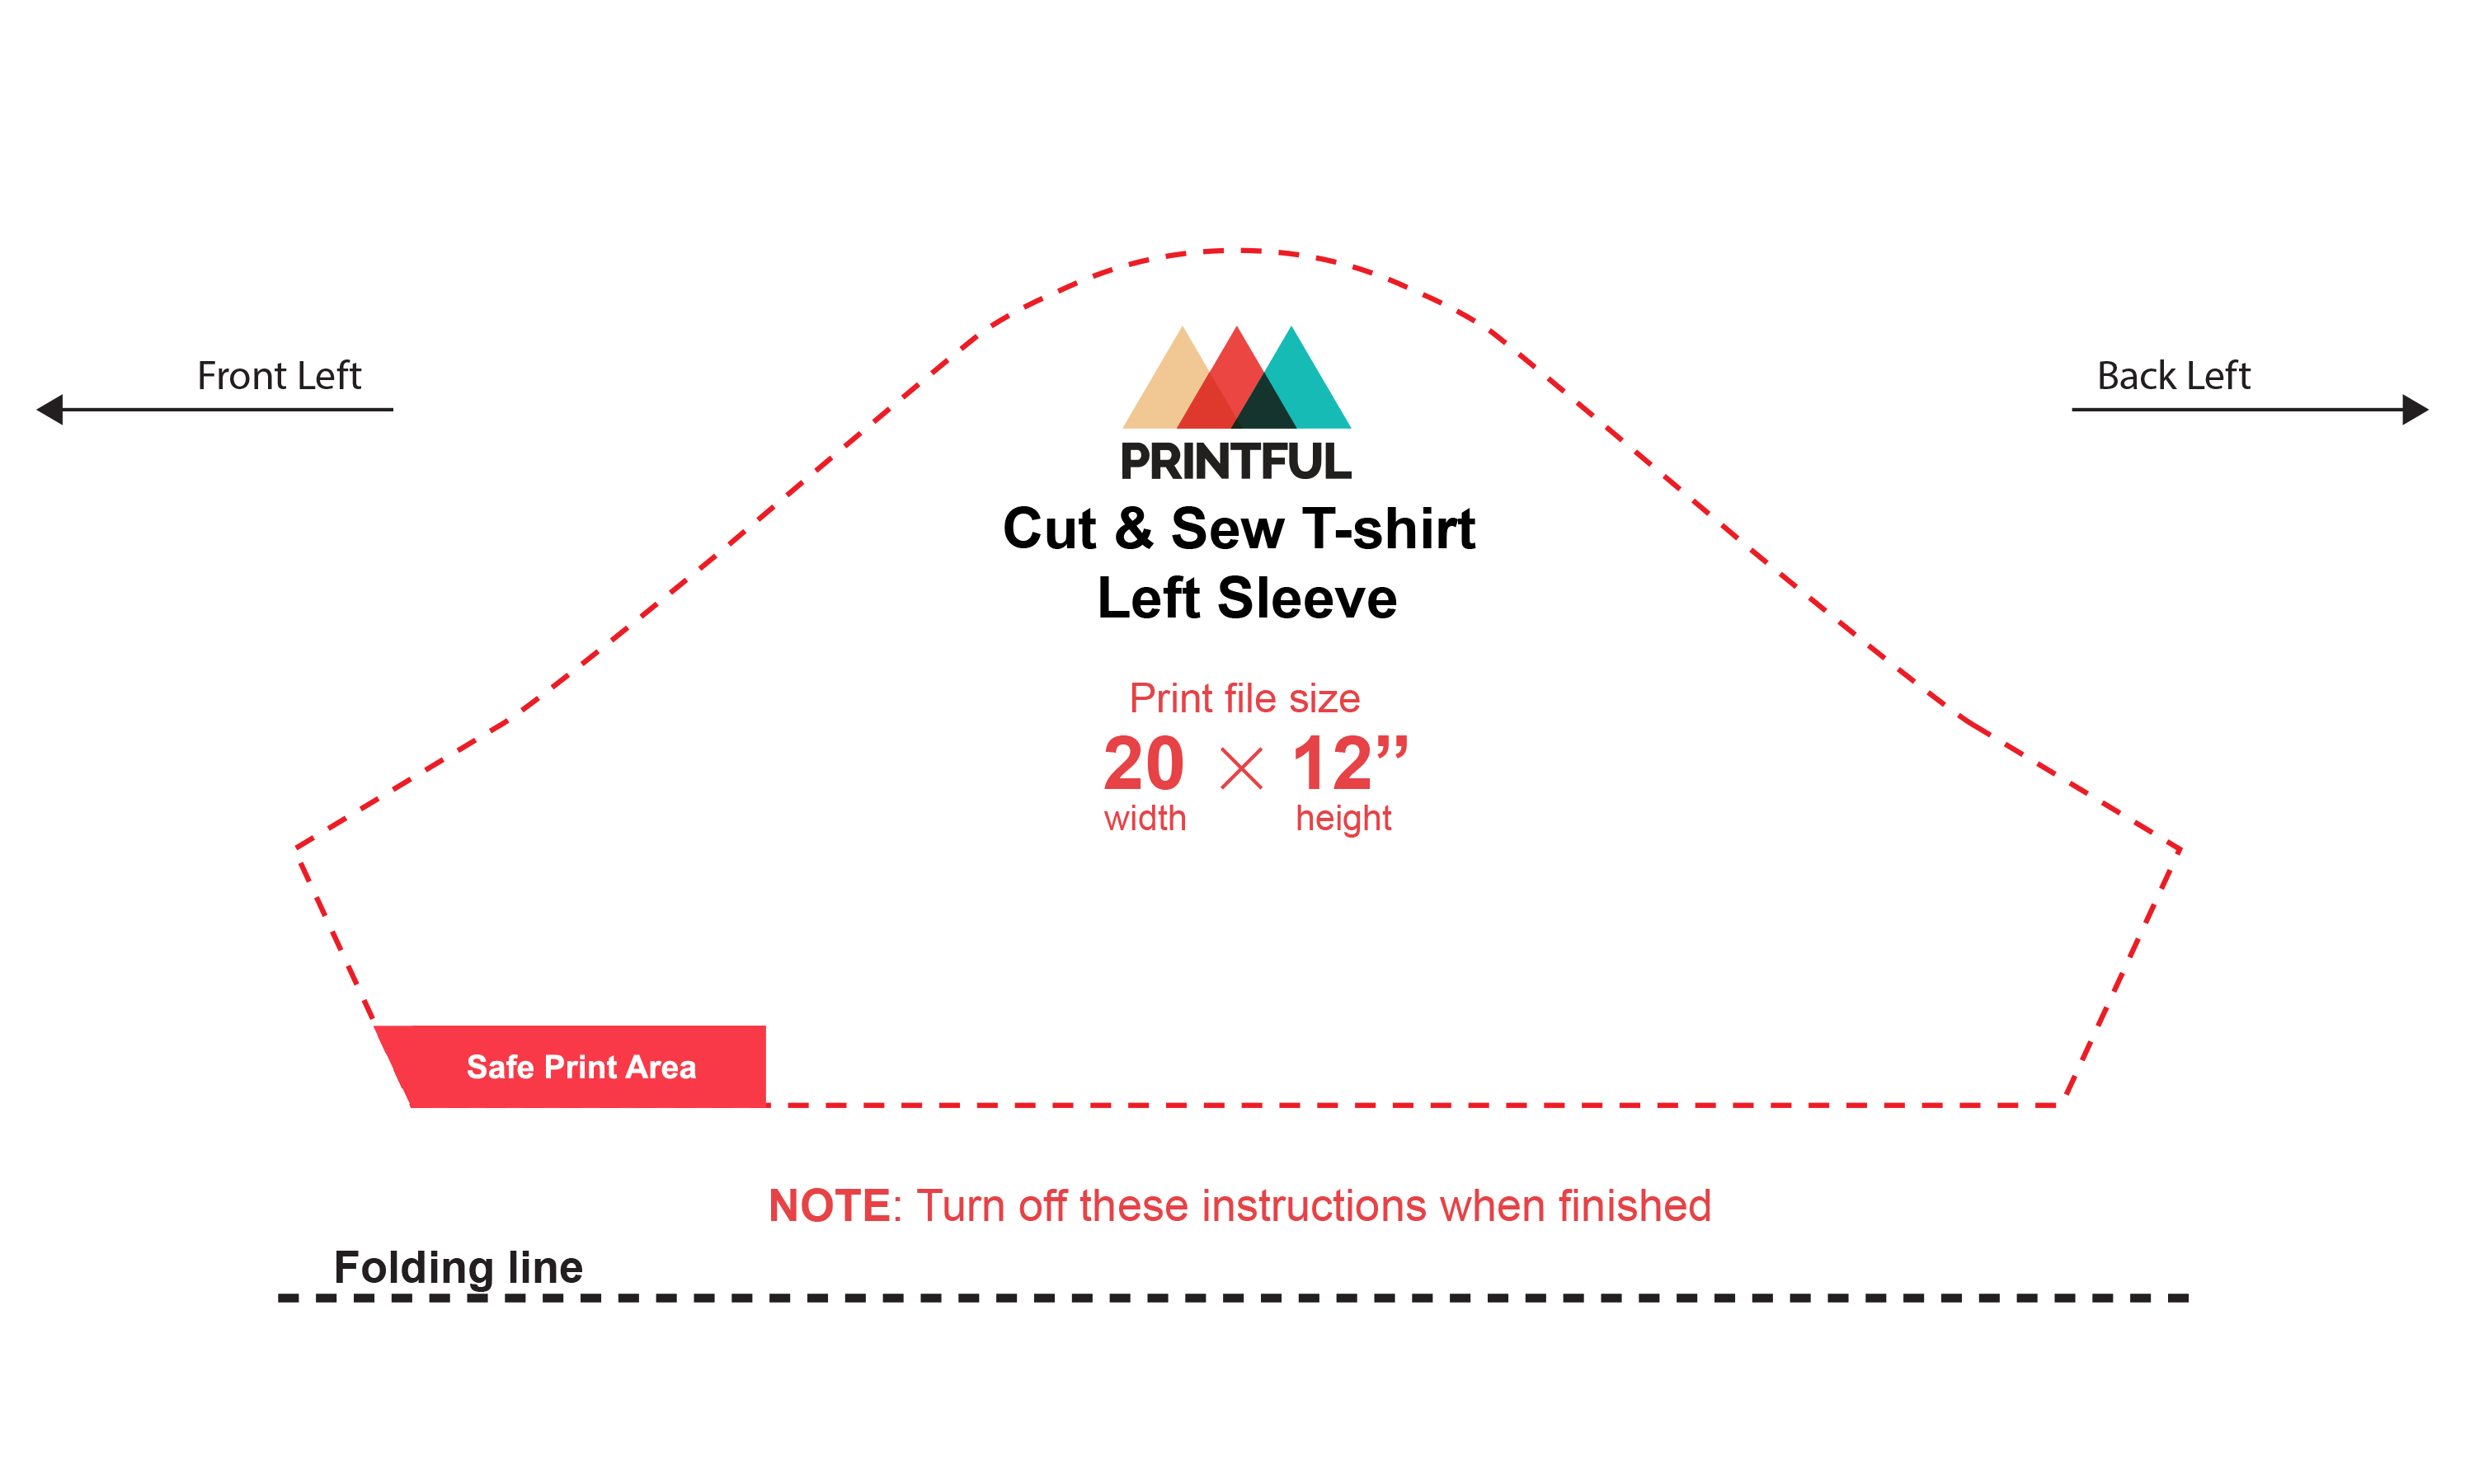 Front Left
Back Left
PRINTFUL
Cut & Sew T-shirt
Left Sleeve
Print file size
20 × 12”
width height
Safe Print Area
NOTE: Turn off these instructions when finished
Folding line